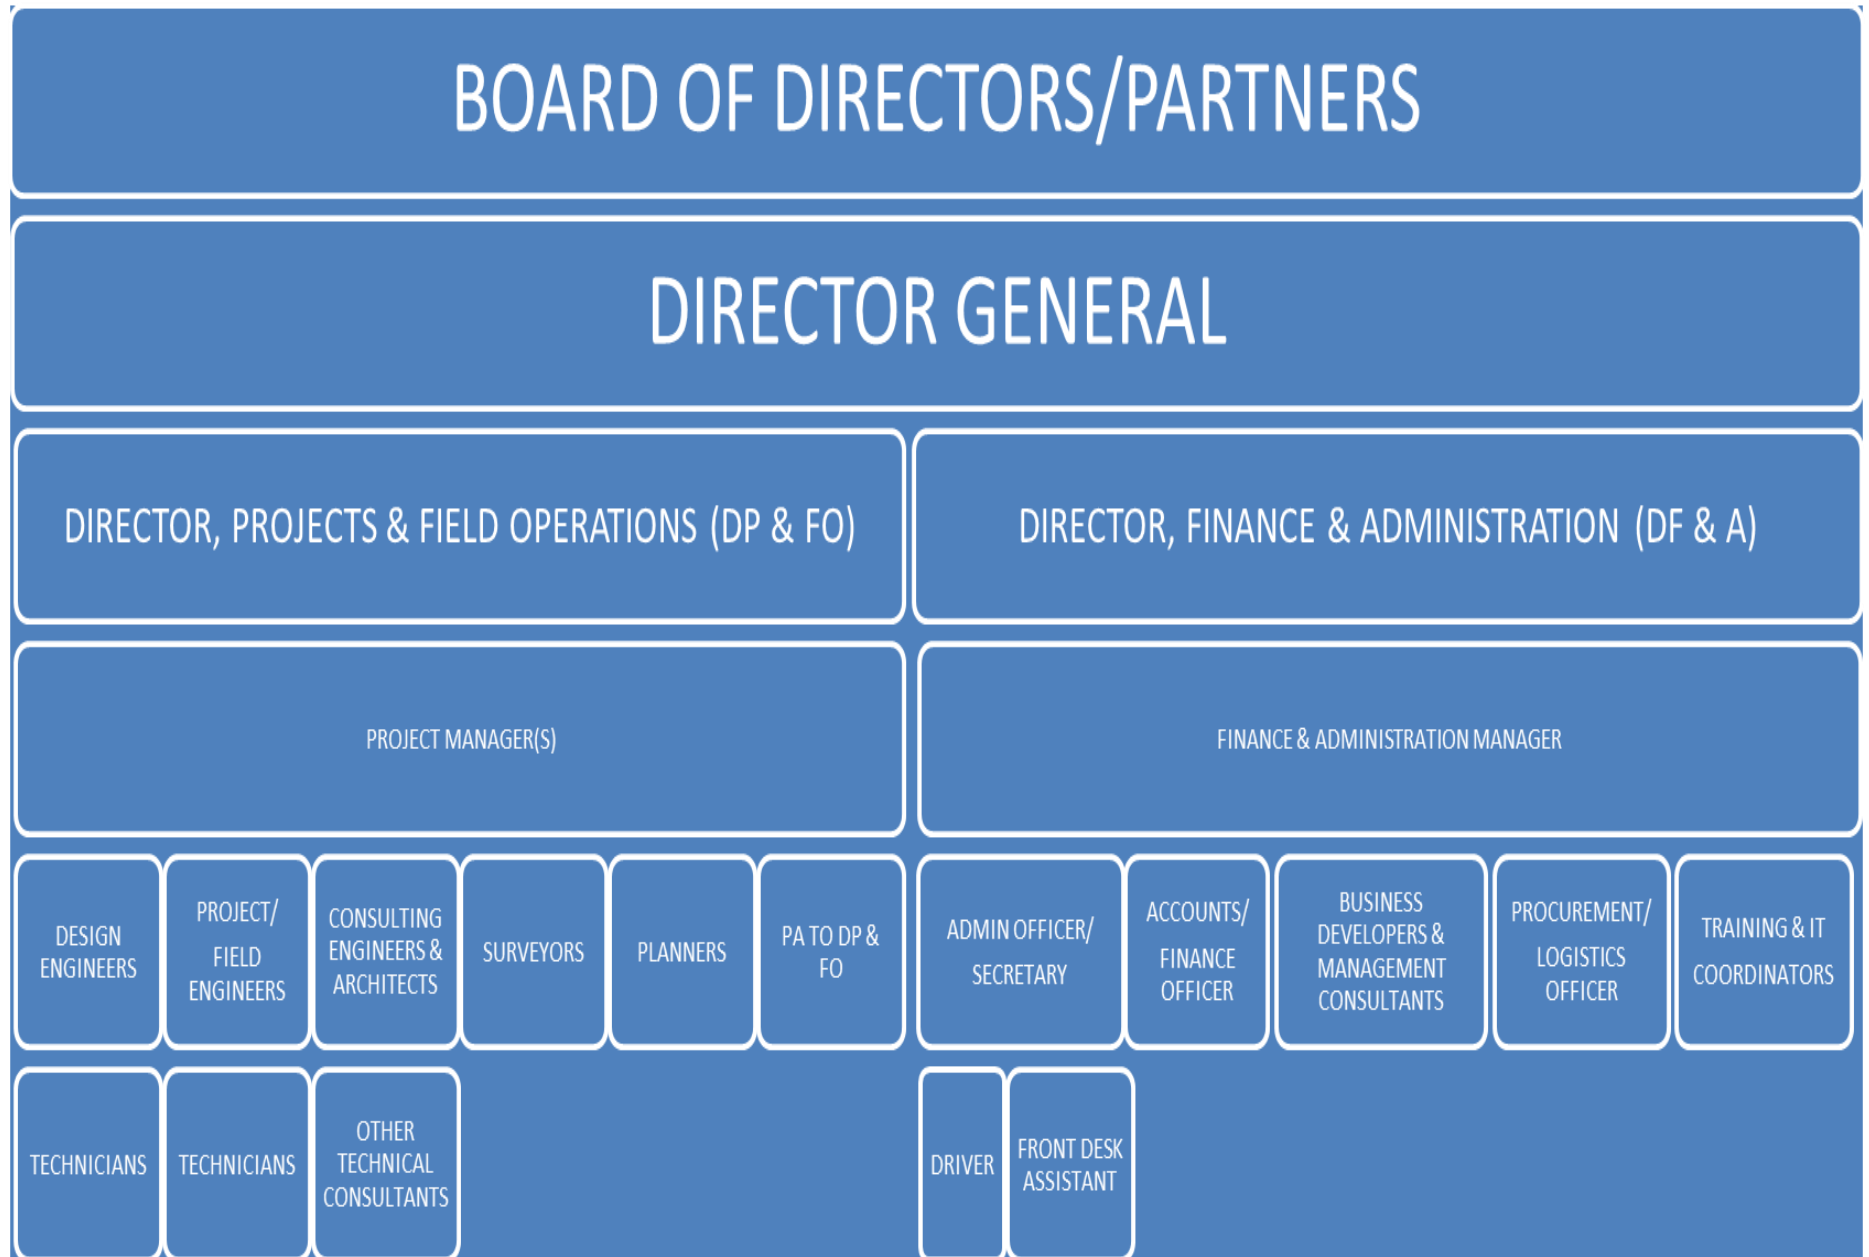 BOARD OF DIRECTORS/PARTNERS
DIRECTOR GENERAL
DIRECTOR, PROJECTS & FIELD OPERATIONS (DP & FO)
DIRECTOR, FINANCE & ADMINISTRATION (DF & A)
PROJECT MANAGER(S)
FINANCE & ADMINISTRATION MANAGER
DESIGN
ENGINEERS
PROJECT/
FIELD
ENGINEERS
CONSULTING
ENGINEERS &
ARCHITECTS
SURVEYORS
PLANNERS
PA TO DP &
FO
ADMIN OFFICER/
SECRETARY
ACCOUNTS/
FINANCE
OFFICER
BUSINESS
DEVELOPERS &
MANAGEMENT
CONSULTANTS
PROCUREMENT/
LOGISTICS
OFFICER
TRAINING & IT
COORDINATORS
TECHNICIANS
TECHNICIANS
OTHER
TECHNICAL
CONSULTANTS
DRIVER
FRONT DESK
ASSISTANT